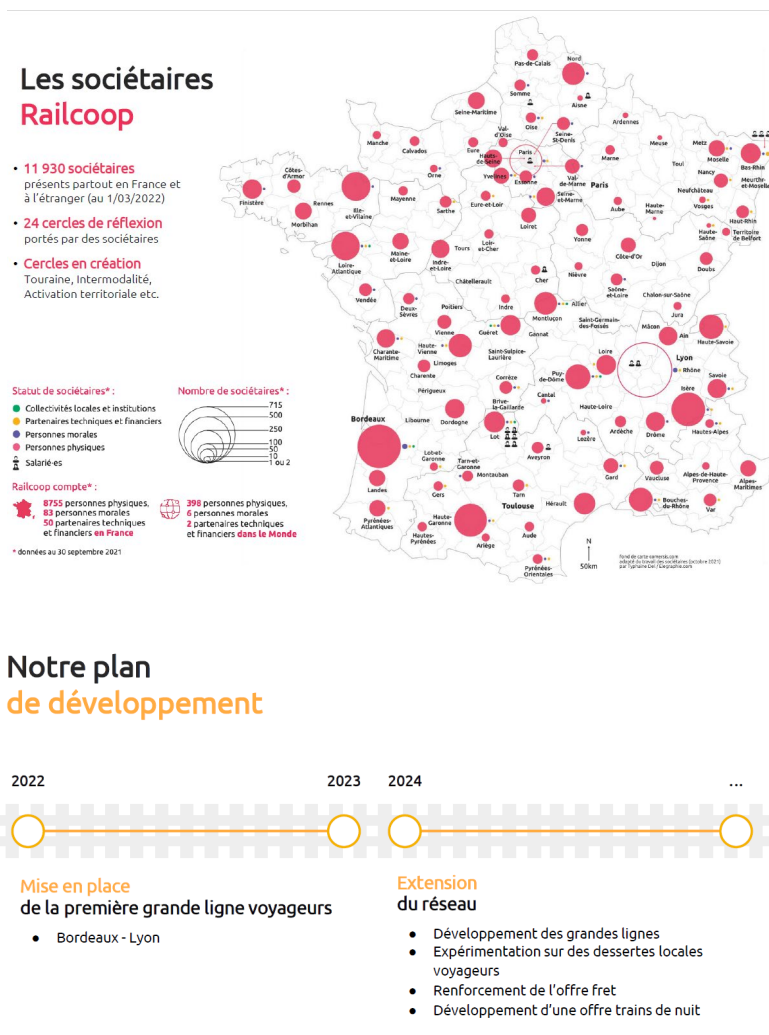 Les sociétaires
Railcoop
• 11 930 sociétaires
présents partout en France et
à l'étranger (au 1/03/2022)
• 24 cercles de réflexion
portés par des sociétaires
• Cercles en création
Touraine, Intermodalité,
Activation territoriale etc.
Statut de sociétaires* :
Collectivités locales et institutions
Partenaires techniques et financiers
Personnes morales
Personnes physiques
Salarié·es
Nombre de sociétaires* :
715
500
250
100
50
10
1 ou 2
Railcoop compte* :
8755 personnes physiques,
83 personnes morales
50 partenaires techniques
et financiers en France
398 personnes physiques,
6 personnes morales
2 partenaires techniques
et financiers dans le Monde
* données au 30 septembre 2021
Pas-de-Calais
Nord
Somme
Aisne
Seine-Maritime
Oise
Ardennes
Val-
d'Oise
Seine-
St-Denis
Manche
Calvados
Eure
Hauts-
de-Seine
Paris
Marne
Meuse
Metz
Moselle
Bas-Rhin
Toul
Nancy
Meurthe-
et-Moselle
Côtes-
d'Armor
Orne
Yvelines
Essonne
Val-
de-Marne
Paris
Neufchâteau
Finistère
Rennes
Ille-
et-Vilaine
Mayenne
Sarthe
Eure-et-Loir
Seine-
et-Marne
Aube
Haute-
Marne
Vosges
Haut-Rhin
Morbihan
Loiret
Yonne
Haute-
Saône
Territoire
de Belfort
Loire-
Atlantique
Maine-
et-Loire
Indre-
et-Loire
Tours
Loir-
et-Cher
Côte-d'Or
Dijon
Doubs
Vendée
Châtellerault
Cher
Nièvre
Saône-
et-Loire
Deux-
Sèvres
Poitiers
Indre
Montluçon
Allier
Chalon-sur-Saône
Jura
Vienne
Guéret
Gannat
Saint-Germain-
des-Fossés
Mâcon
Ain
Haute-Savoie
Charante-
Maritime
Haute-
Vienne
Limoges
Saint-Sulpice-
Laurière
Loire
Lyon
Rhône
Charente
Corrèze
Puy-
de-Dôme
Savoie
Isère
Périgueux
Brive-
la-Gaillarde
Cantal
Haute-Loire
Bordeaux
Libourne
Dordogne
Lot
Ardèche
Drôme
Hautes-Alpes
Lozère
Aveyron
Lot-et-
Garonne
Tarn-et-
Garonne
Montauban
Landes
Gers
Tarn
Gard
Vaucluse
Alpes-de-Haute-
Provence
Alpes-
Maritimes
Pyrénées-
Atlantiques
Haute-
Garonne
Toulouse
Hérault
Bouches-
du-Rhône
Var
Hautes-
Pyrénées
Ariège
Aude
Pyrénées-
Orientales
N
50km
Notre plan
de développement
2022
2023
2024
...
Mise en place
de la première grande ligne voyageurs
● Bordeaux - Lyon
Extension
du réseau
● Développement des grandes lignes
● Expérimentation sur des dessertes locales
voyageurs
● Renforcement de l'offre fret
● Développement d'une offre trains de nuit